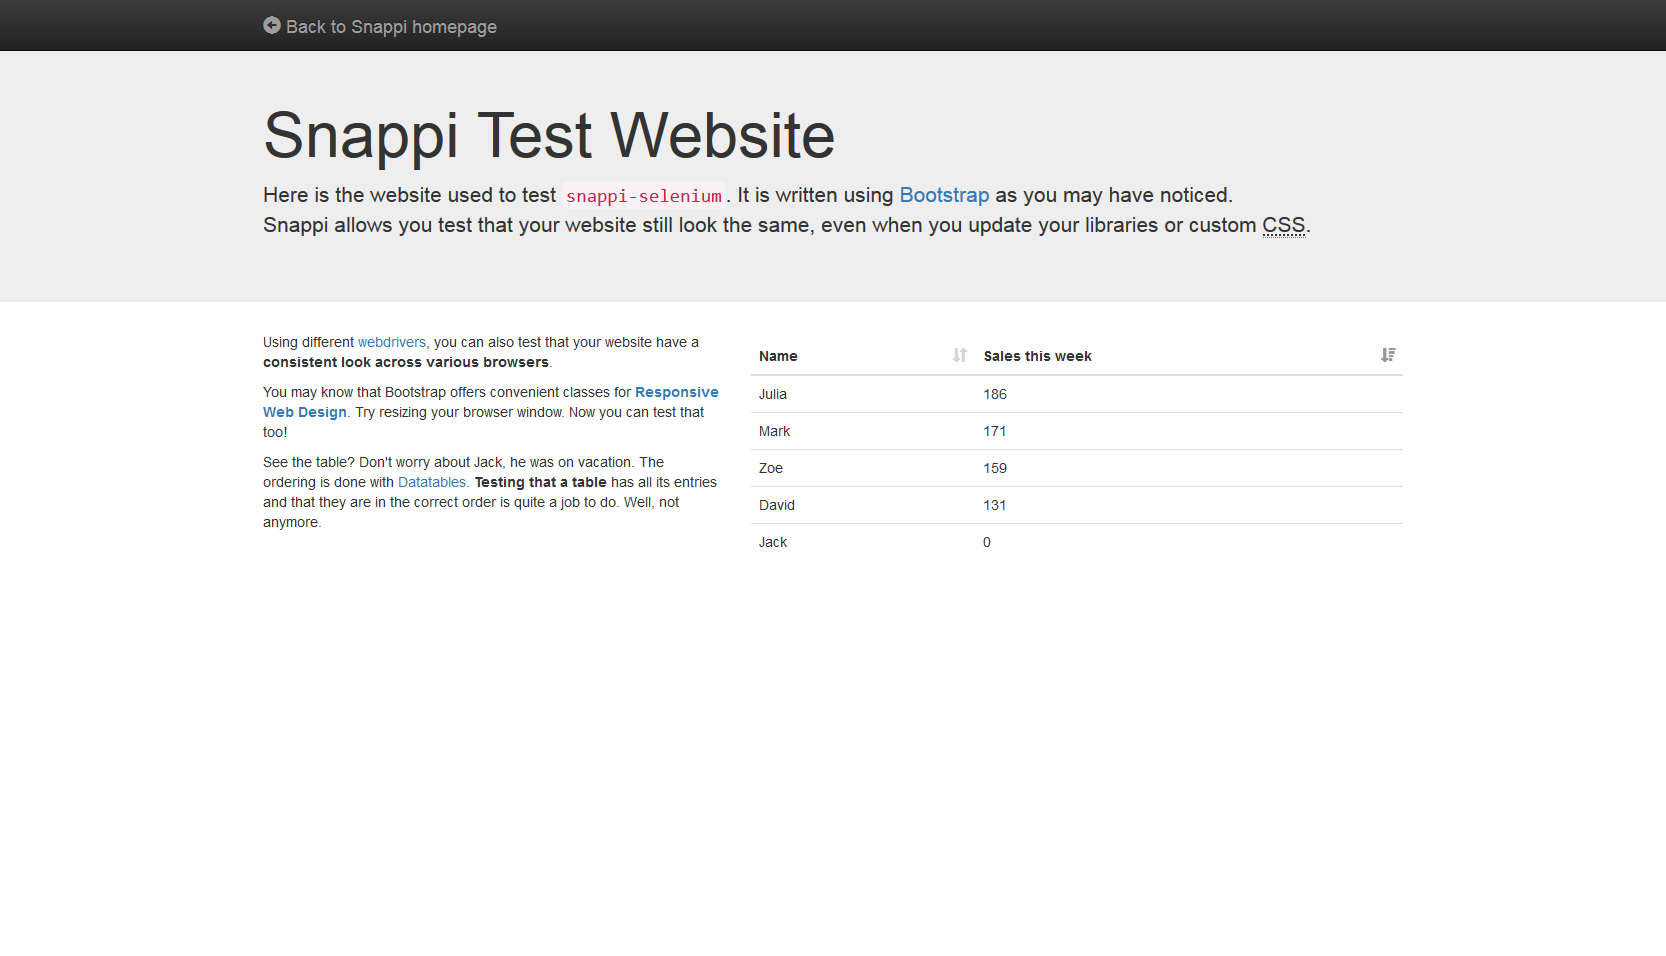 Back to Snappi homepage
Snappi Test Website
Here is the website used to test snappi-selenium. It is written using Bootstrap as you may have noticed.
Snappi allows you test that your website still look the same, even when you update your libraries or custom CSS.
Using different webdrivers, you can also test that your website have a
consistent look across various browsers.
You may know that Bootstrap offers convenient classes for Responsive
Web Design. Try resizing your browser window. Now you can test that
too!
See the table? Don't worry about Jack, he was on vacation. The
ordering is done with Datatables. Testing that a table has all its entries
and that they are in the correct order is quite a job to do. Well, not
anymore.
Name Sales this week
Julia 186
Mark 171
Zoe 159
David 131
Jack 0